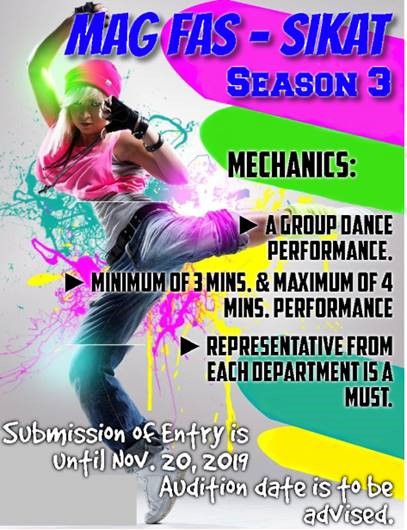 MAG FAS - SIKAT
SEASON 3
MECHANICS:
► A GROUP DANCE
PERFORMANCE.
► MINIMUM OF 3 MINS. & MAXIMUM OF 4
MINS. PERFORMANCE
► REPRESENTATIVE FROM
EACH DEPARTMENT IS A
MUST.
Submission of Entry is
until Nov. 20, 2019
Audition date is to be
advised.